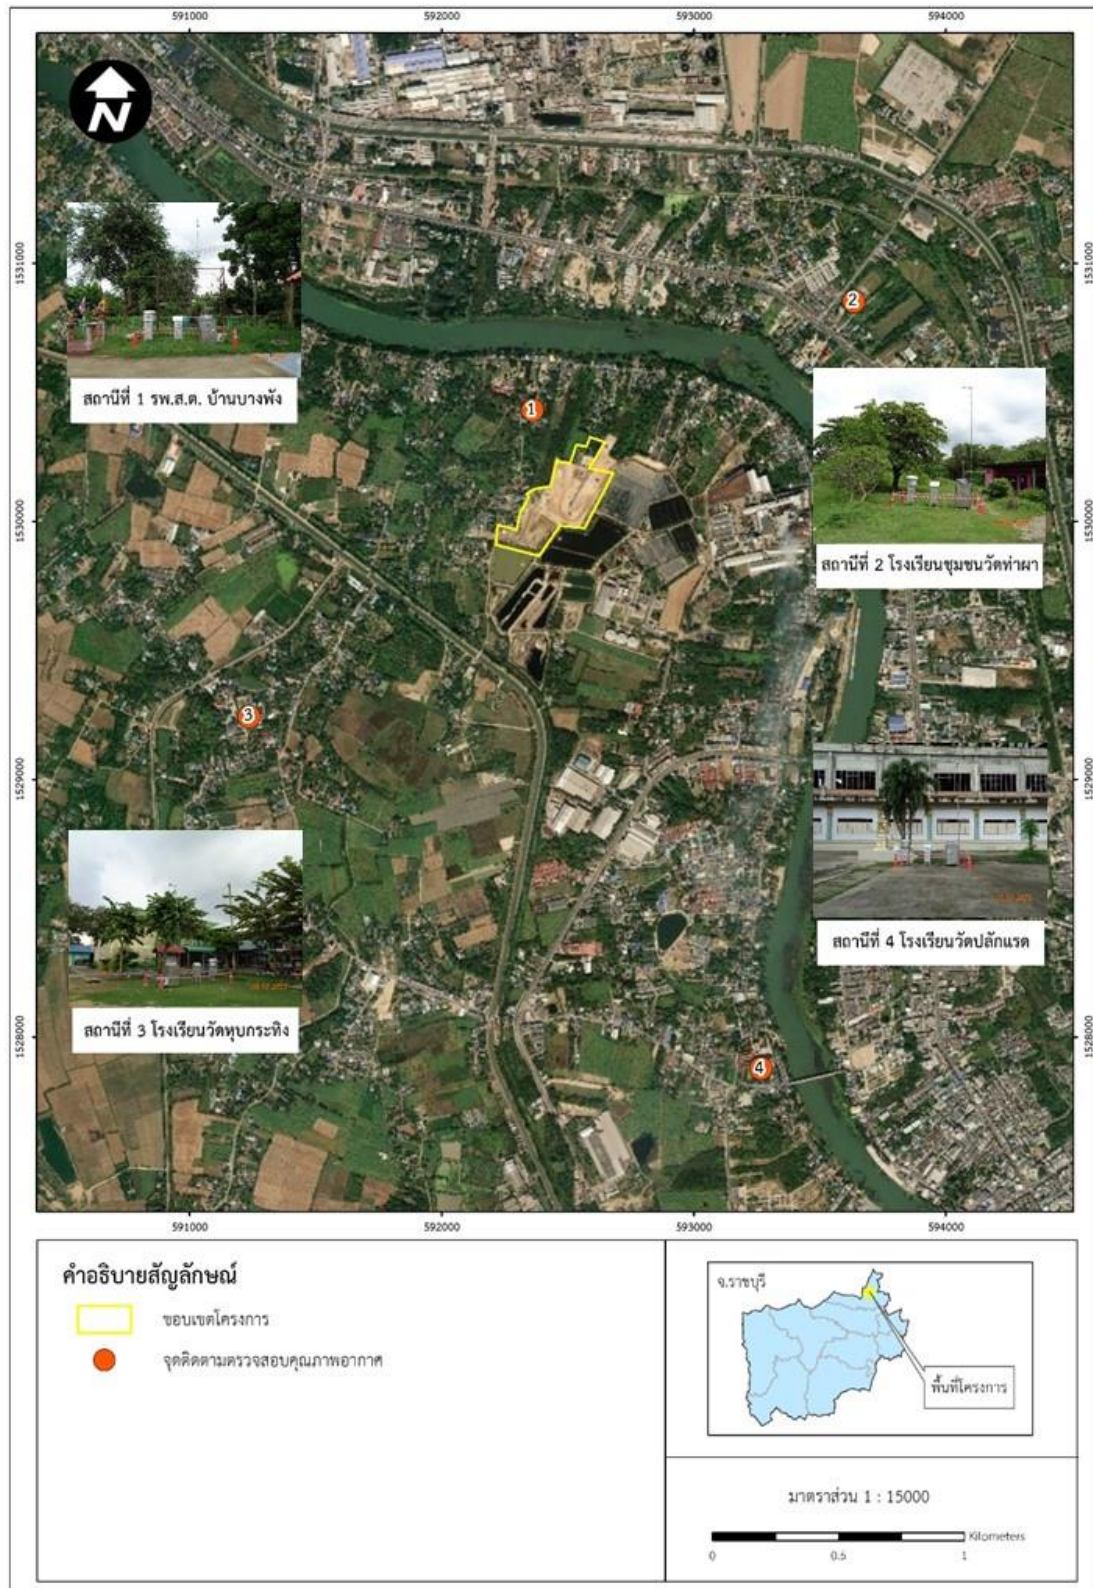 591000 592000 593000 594000
N
1531000 1531000
2
สถานีที่ 1 รพ.ส.ต. บ้านบางพัง
1
1530000 1530000
สถานีที่ 2 โรงเรียนชุมชนวัดท่าผา
3
1529000 1529000
สถานีที่ 4 โรงเรียนวัดปลักแรด
สถานีที่ 3 โรงเรียนวัดหุบกระทิง
1528000 1528000
4
591000 592000 593000 594000
คำอธิบายสัญลักษณ์
ขอบเขตโครงการ
จุดติดตามตรวจสอบคุณภาพอากาศ
จ.ราชบุรี
พื้นที่โครงการ
มาตราส่วน 1 : 15000
Kilometers
0 0.5 1